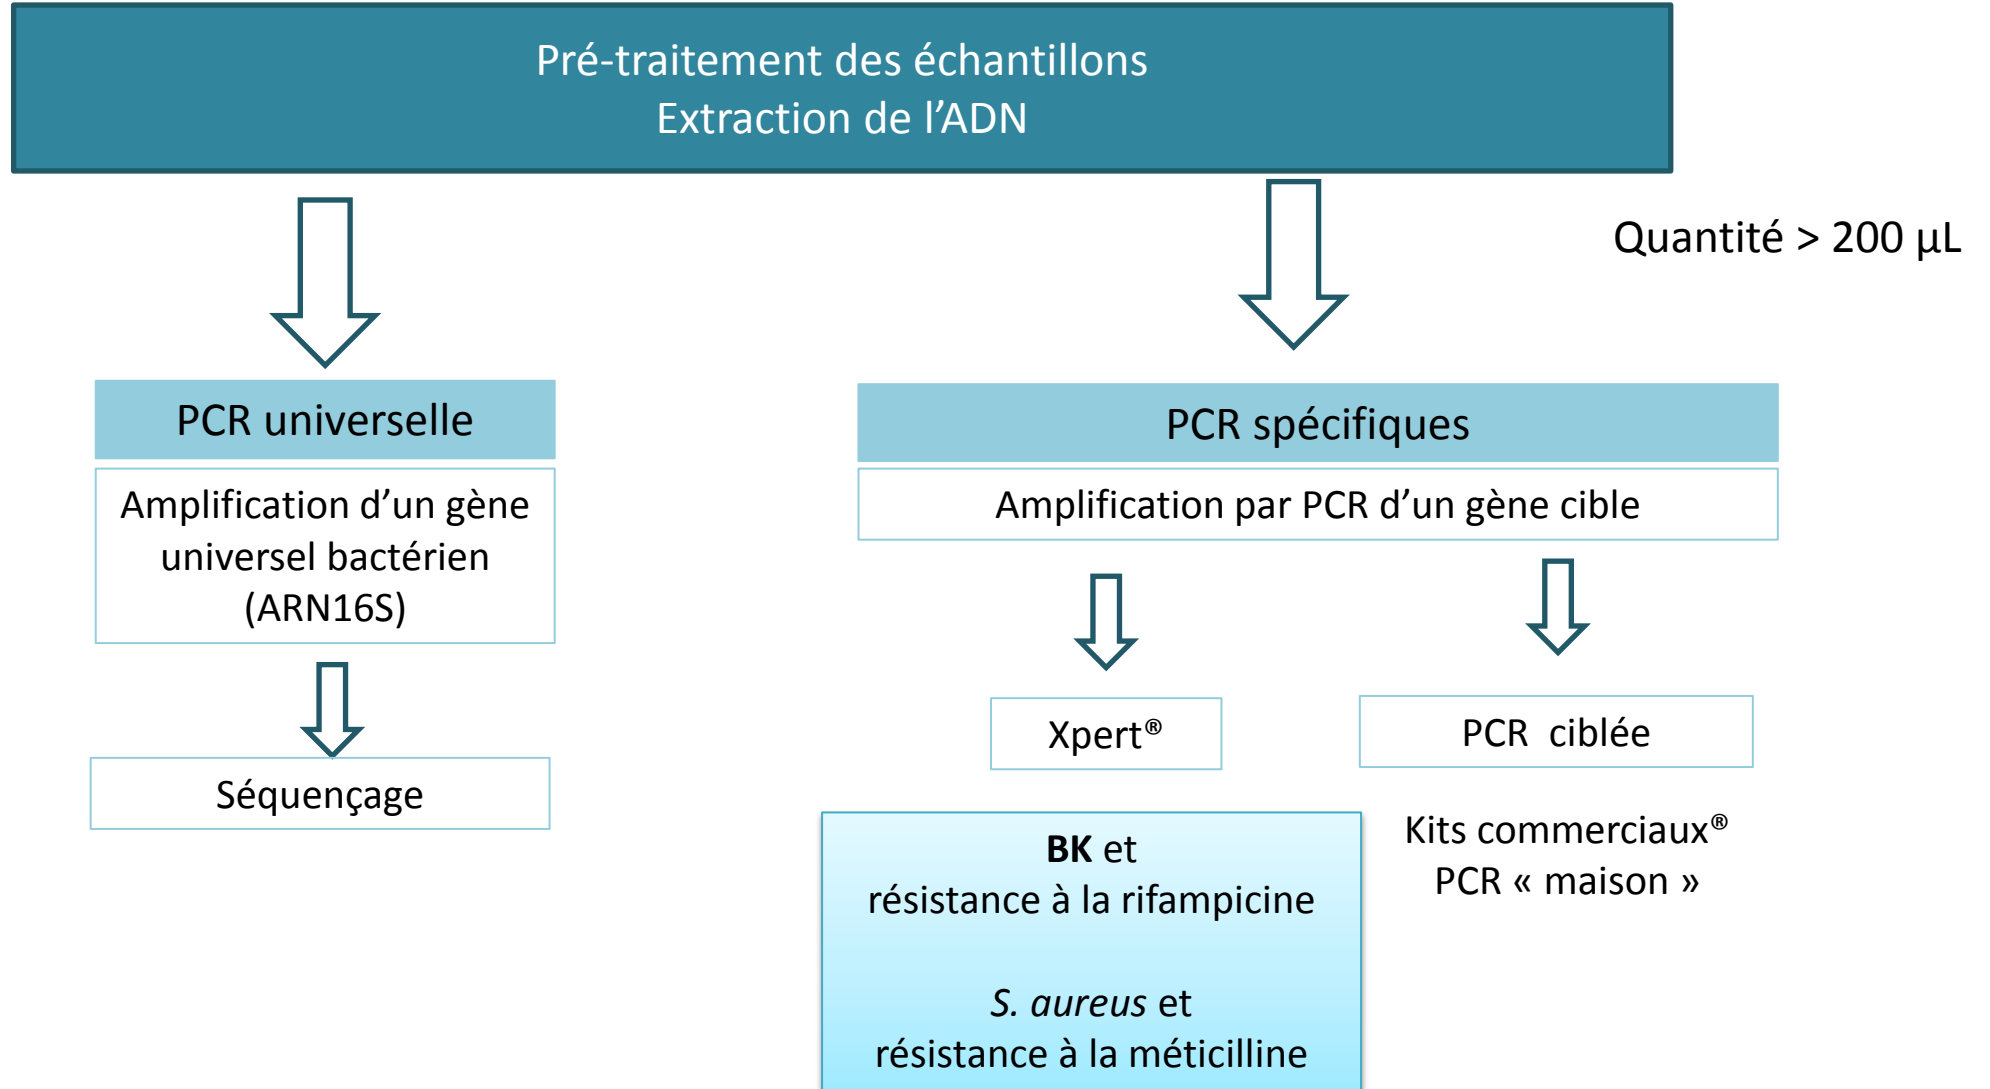 Pré-traitement des échantillons
Extraction de l'ADN
Quantité > 200 µL
PCR universelle
Amplification d'un gène
universel bactérien
(ARN16S)
Séquençage
PCR spécifiques
Amplification par PCR d'un gène cible
Xpert®
BK et
résistance à la rifampicine
S. aureus et
résistance à la méticilline
PCR ciblée
Kits commerciaux®
PCR « maison »